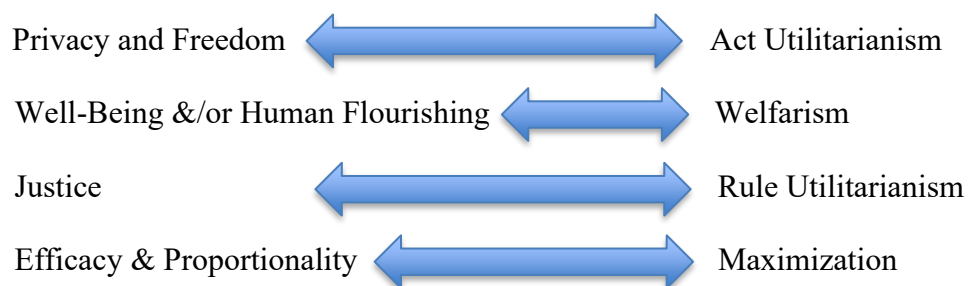 Privacy and Freedom Act Utilitarianism
Well-Being &/or Human Flourishing Welfarism
Justice Rule Utilitarianism
Efficacy & Proportionality Maximization